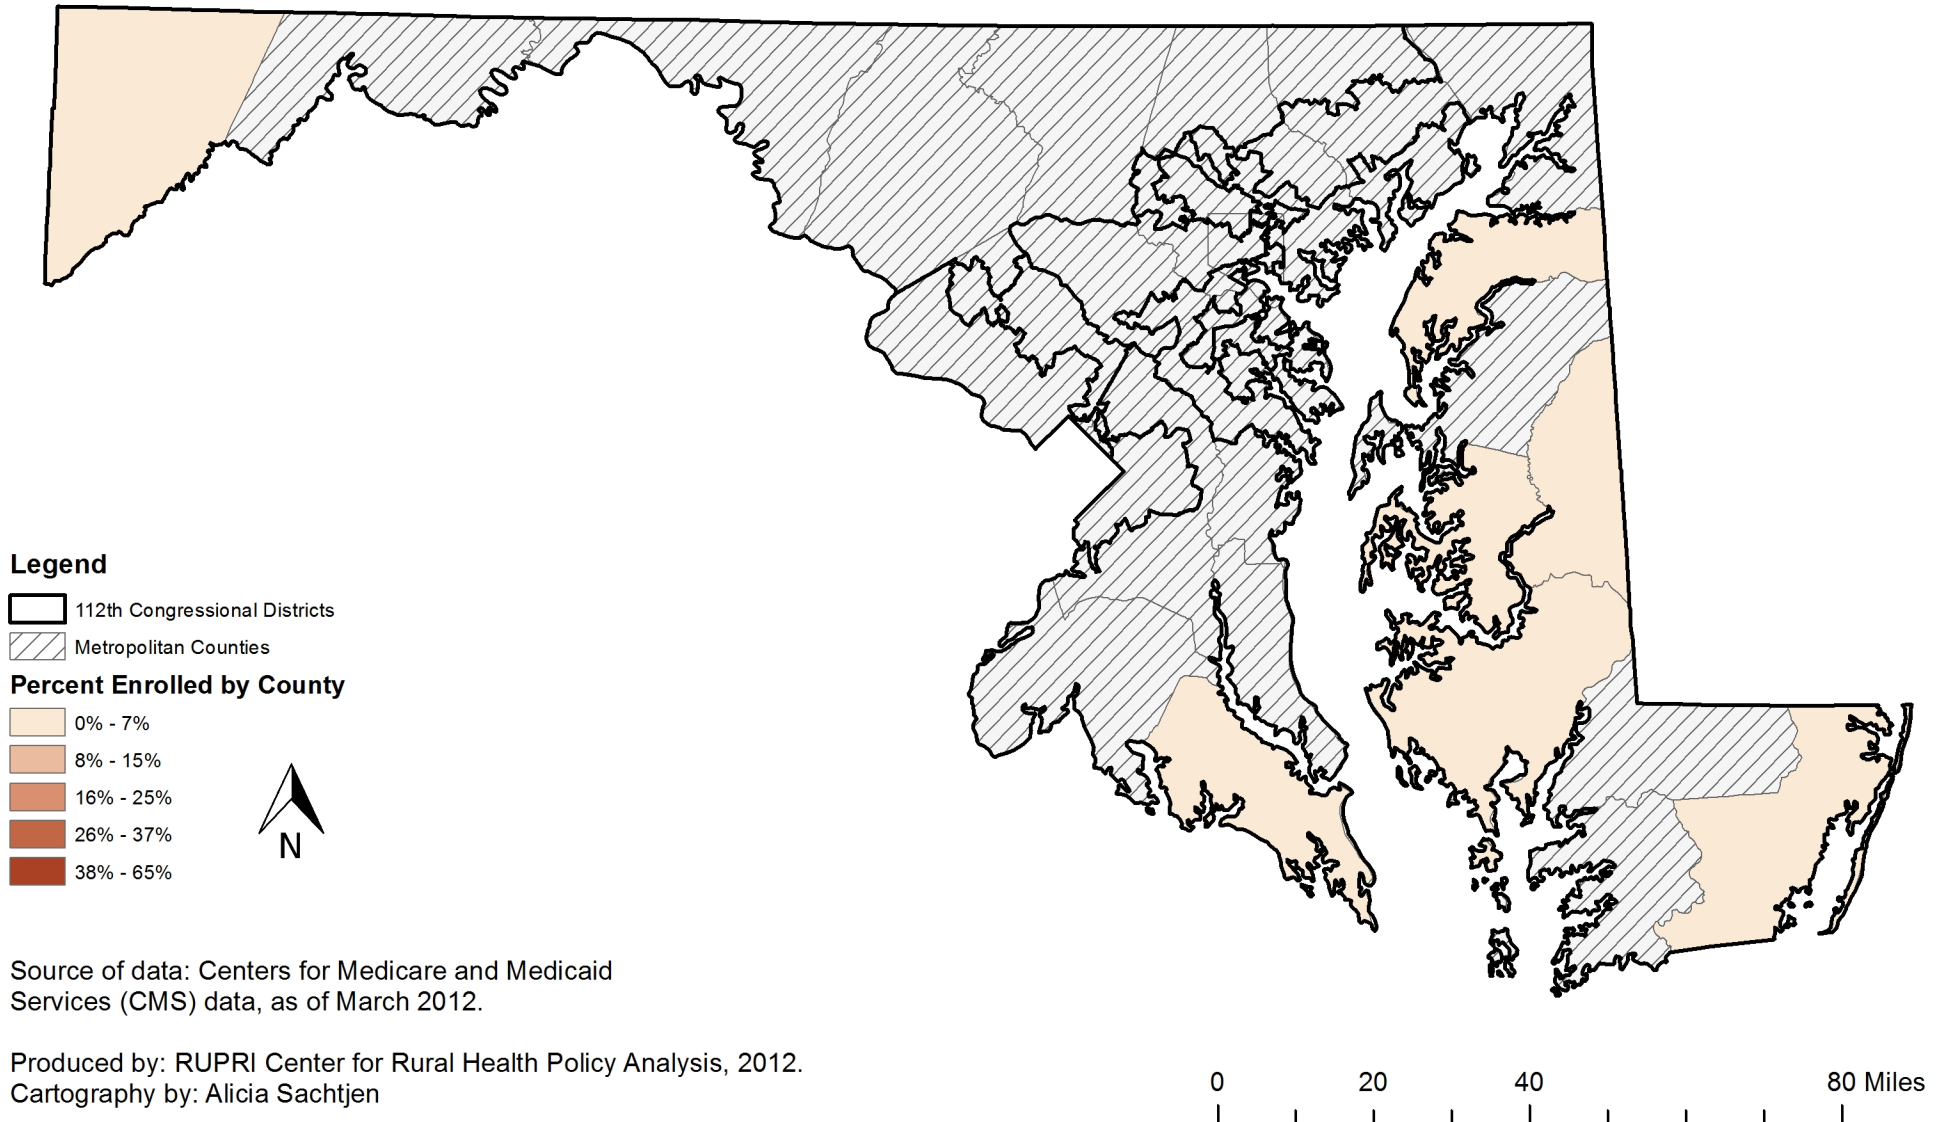 Legend
112th Congressional Districts
Metropolitan Counties
Percent Enrolled by County
0% - 7%
8% - 15%
16% - 25%
26% - 37%
38% - 65%
N
Source of data: Centers for Medicare and Medicaid
Services (CMS) data, as of March 2012.
Produced by: RUPRI Center for Rural Health Policy Analysis, 2012.
Cartography by: Alicia Sachtjen
0 20 40 80 Miles